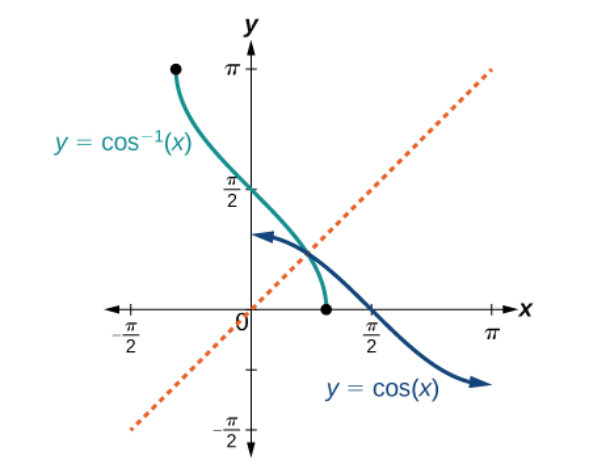 y
π
y = cos⁻¹(x)
π/2
0
x
-π/2
π/2
π
y = cos(x)
-π/2